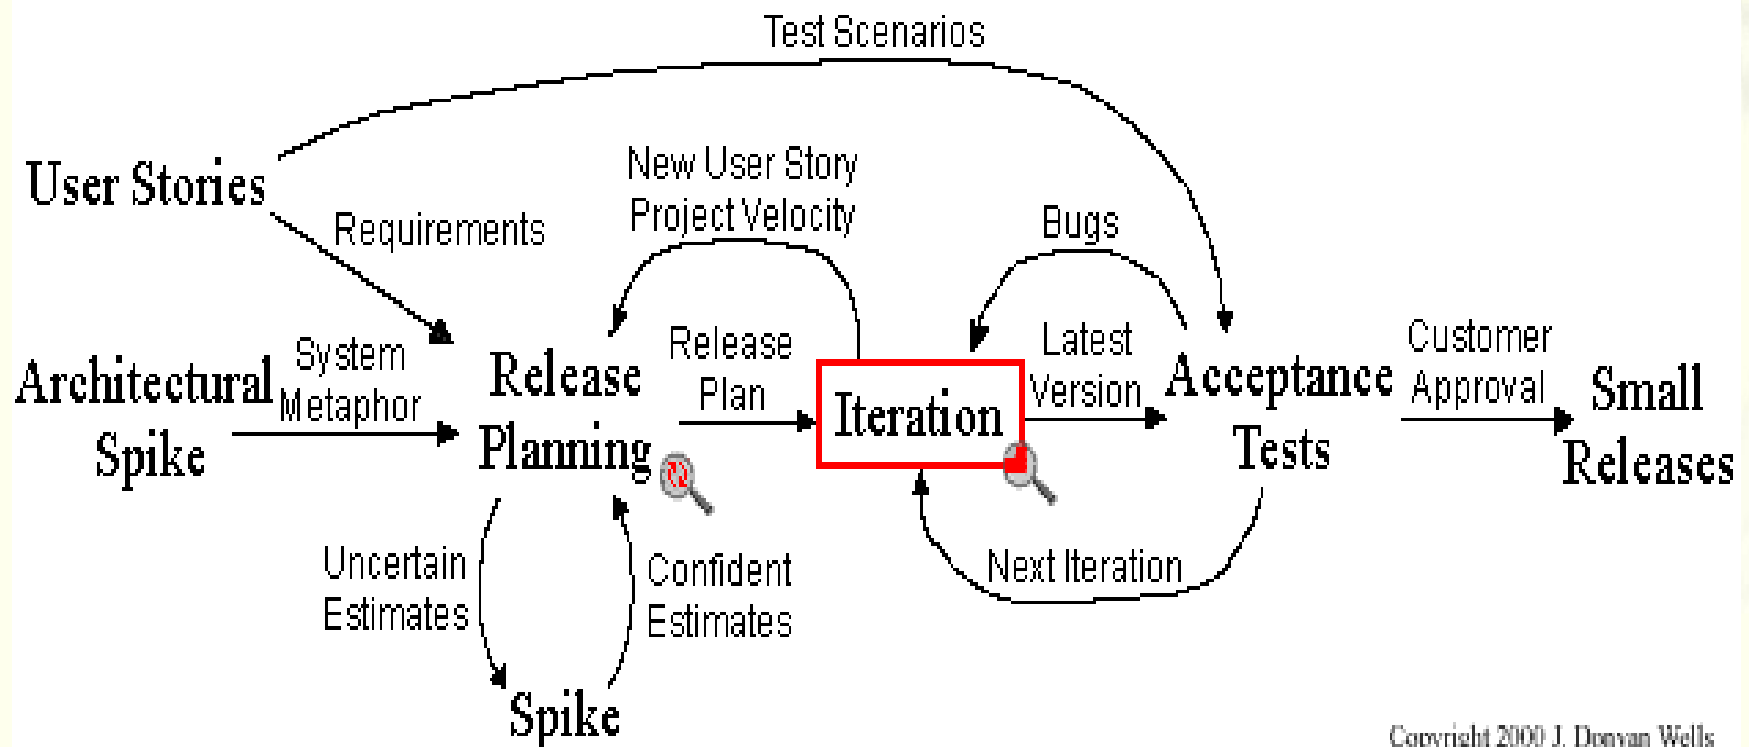 Test Scenarios
User Stories
Requirements
New User Story
Project Velocity
Bugs
Architectural
Spike
System
Metaphor
Release
Planning
Release
Plan
Iteration
Latest
Version
Acceptance
Tests
Customer
Approval
Small
Releases
Uncertain
Estimates
Confident
Estimates
Next Iteration
Spike
Copyright 2000 J. Donvan Wells